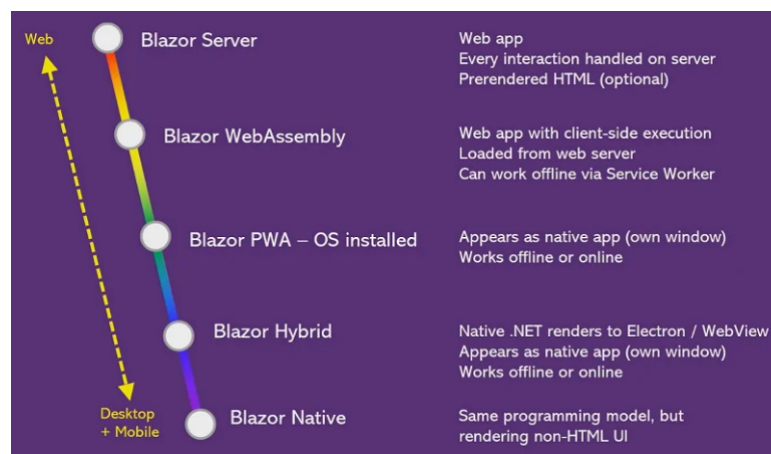 Web
Blazor Server
Web app
Every interaction handled on server
Prerendered HTML (optional)
Blazor WebAssembly
Web app with client-side execution
Loaded from web server
Can work offline via Service Worker
Blazor PWA – OS installed
Appears as native app (own window)
Works offline or online
Blazor Hybrid
Native .NET renders to Electron / WebView
Appears as native app (own window)
Works offline or online
Desktop
+ Mobile
Blazor Native
Same programming model, but
rendering non-HTML UI